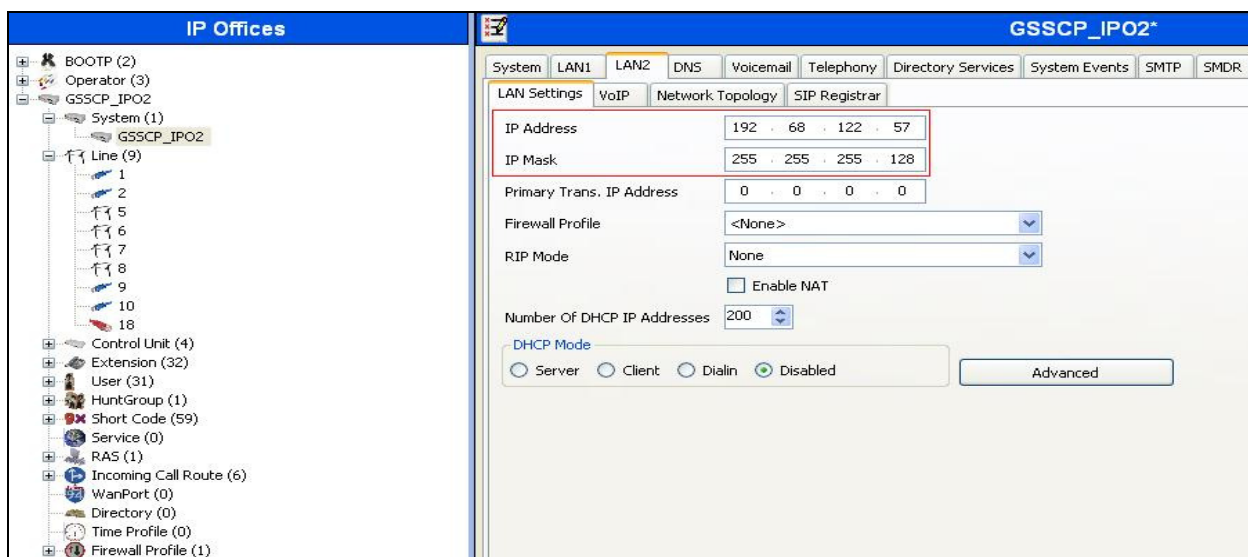 IP Offices
BOOTP (2)
Operator (3)
GSSCP_IPO2
System (1)
GSSCP_IPO2
Line (9)
1
2
5
6
7
8
9
10
18
Control Unit (4)
Extension (32)
User (31)
HuntGroup (1)
Short Code (59)
Service (0)
RAS (1)
Incoming Call Route (6)
WanPort (0)
Directory (0)
Time Profile (0)
Firewall Profile (1)
GSSCP_IPO2*
System LAN1 LAN2 DNS Voicemail Telephony Directory Services System Events SMTP SMDR
LAN Settings VoIP Network Topology SIP Registrar
IP Address 192 . 68 . 122 . 57
IP Mask 255 . 255 . 255 . 128
Primary Trans. IP Address 0 . 0 . 0 . 0
Firewall Profile <None>
RIP Mode None
Enable NAT
Number Of DHCP IP Addresses 200
DHCP Mode
Server Client Dialin Disabled Advanced